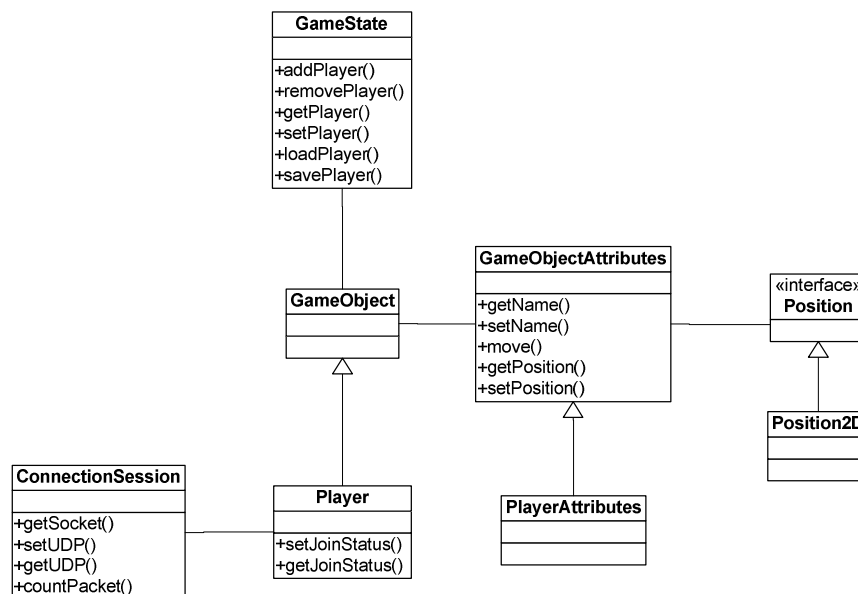 GameState
+addPlayer()
+removePlayer()
+getPlayer()
+setPlayer()
+loadPlayer()
+savePlayer()
GameObject
GameObjectAttributes
+getName()
+setName()
+move()
+getPosition()
+setPosition()
«interface»
Position
Position2D
ConnectionSession
+getSocket()
+setUDP()
+getUDP()
+countPacket()
Player
+setJoinStatus()
+getJoinStatus()
PlayerAttributes